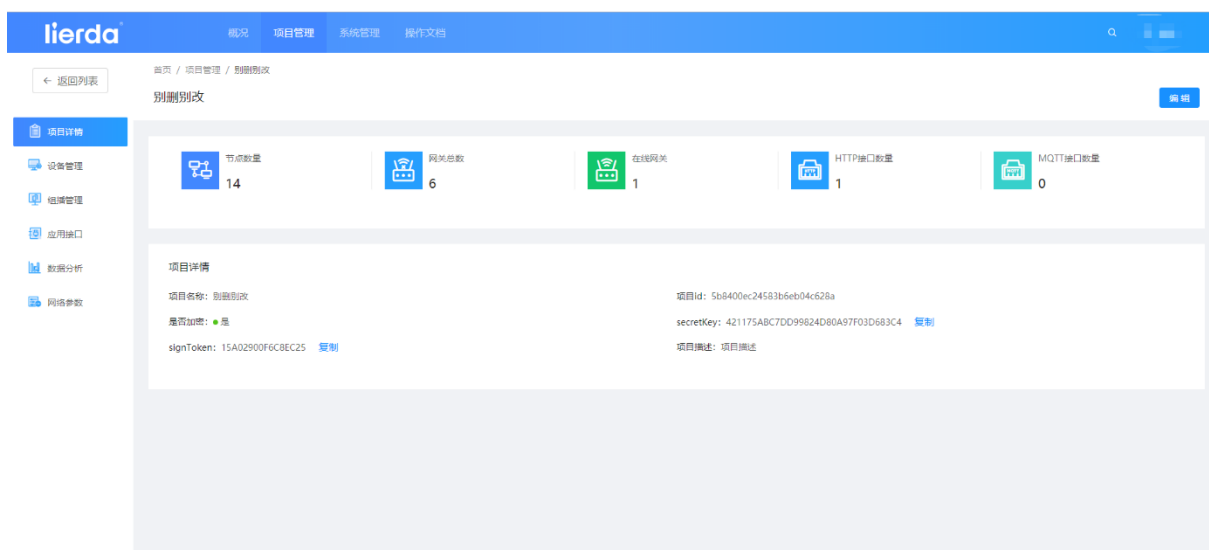 lierda
概况 项目管理 系统管理 操作文档
← 返回列表
首页 / 项目管理 / 别删别改
别删别改
编辑
项目详情
设备管理
组播管理
应用接口
数据分析
网络参数
节点数量
14
网关总数
6
在线网关
1
HTTP接口数量
1
MQTT接口数量
0
项目详情
项目名称：别删别改
项目id：5b8400ec24583b6eb04c628a
是否加密：是
secretKey：421175ABC7DD99824D80A97F03D683C4 复制
signToken：15A02900F6C8EC25 复制
项目描述：项目描述